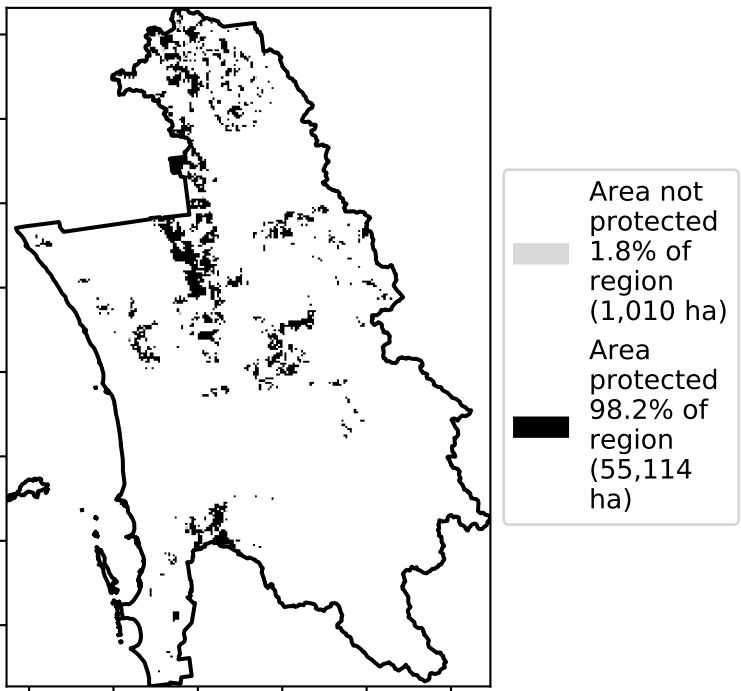 Area not
protected
1.8% of
region
(1,010 ha)
Area
protected
98.2% of
region
(55,114
ha)